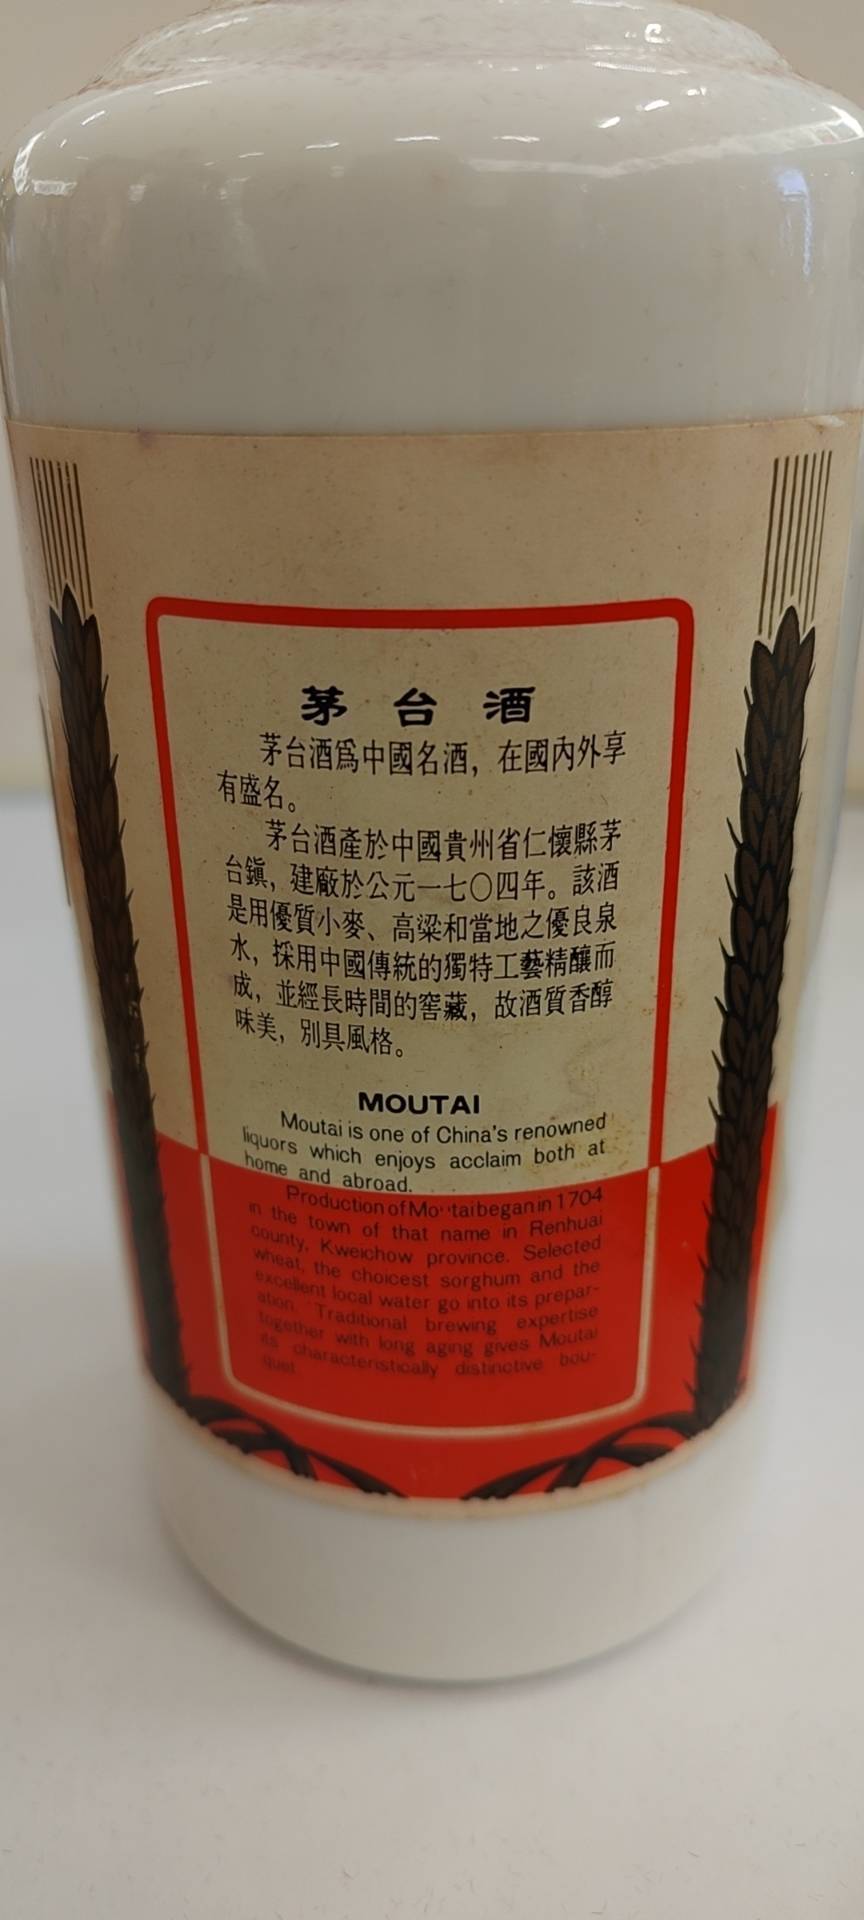 茅台酒
茅台酒爲中國名酒，在國內外享
有盛名。
茅台酒產於中國貴州省仁懷縣茅
台鎮，建廠於公元一七〇四年。該酒
是用優質小麥、高粱和當地之優良泉
水，採用中國傳統的獨特工藝精釀而
成，並經長時間的窖藏，故酒質香醇
味美，別具風格。
MOUTAI
Moutai is one of China's renowned
liquors which enjoys acclaim both at
home and abroad.
Production of Moutai began in 1704
in the town of that name in Renhuai
county, Kweichow province. Selected
wheat, the choicest sorghum and the
excellent local water go into its prepar-
ation. Traditional brewing expertise
together with long aging gives Moutai
its characteristically distinctive bou-
quet